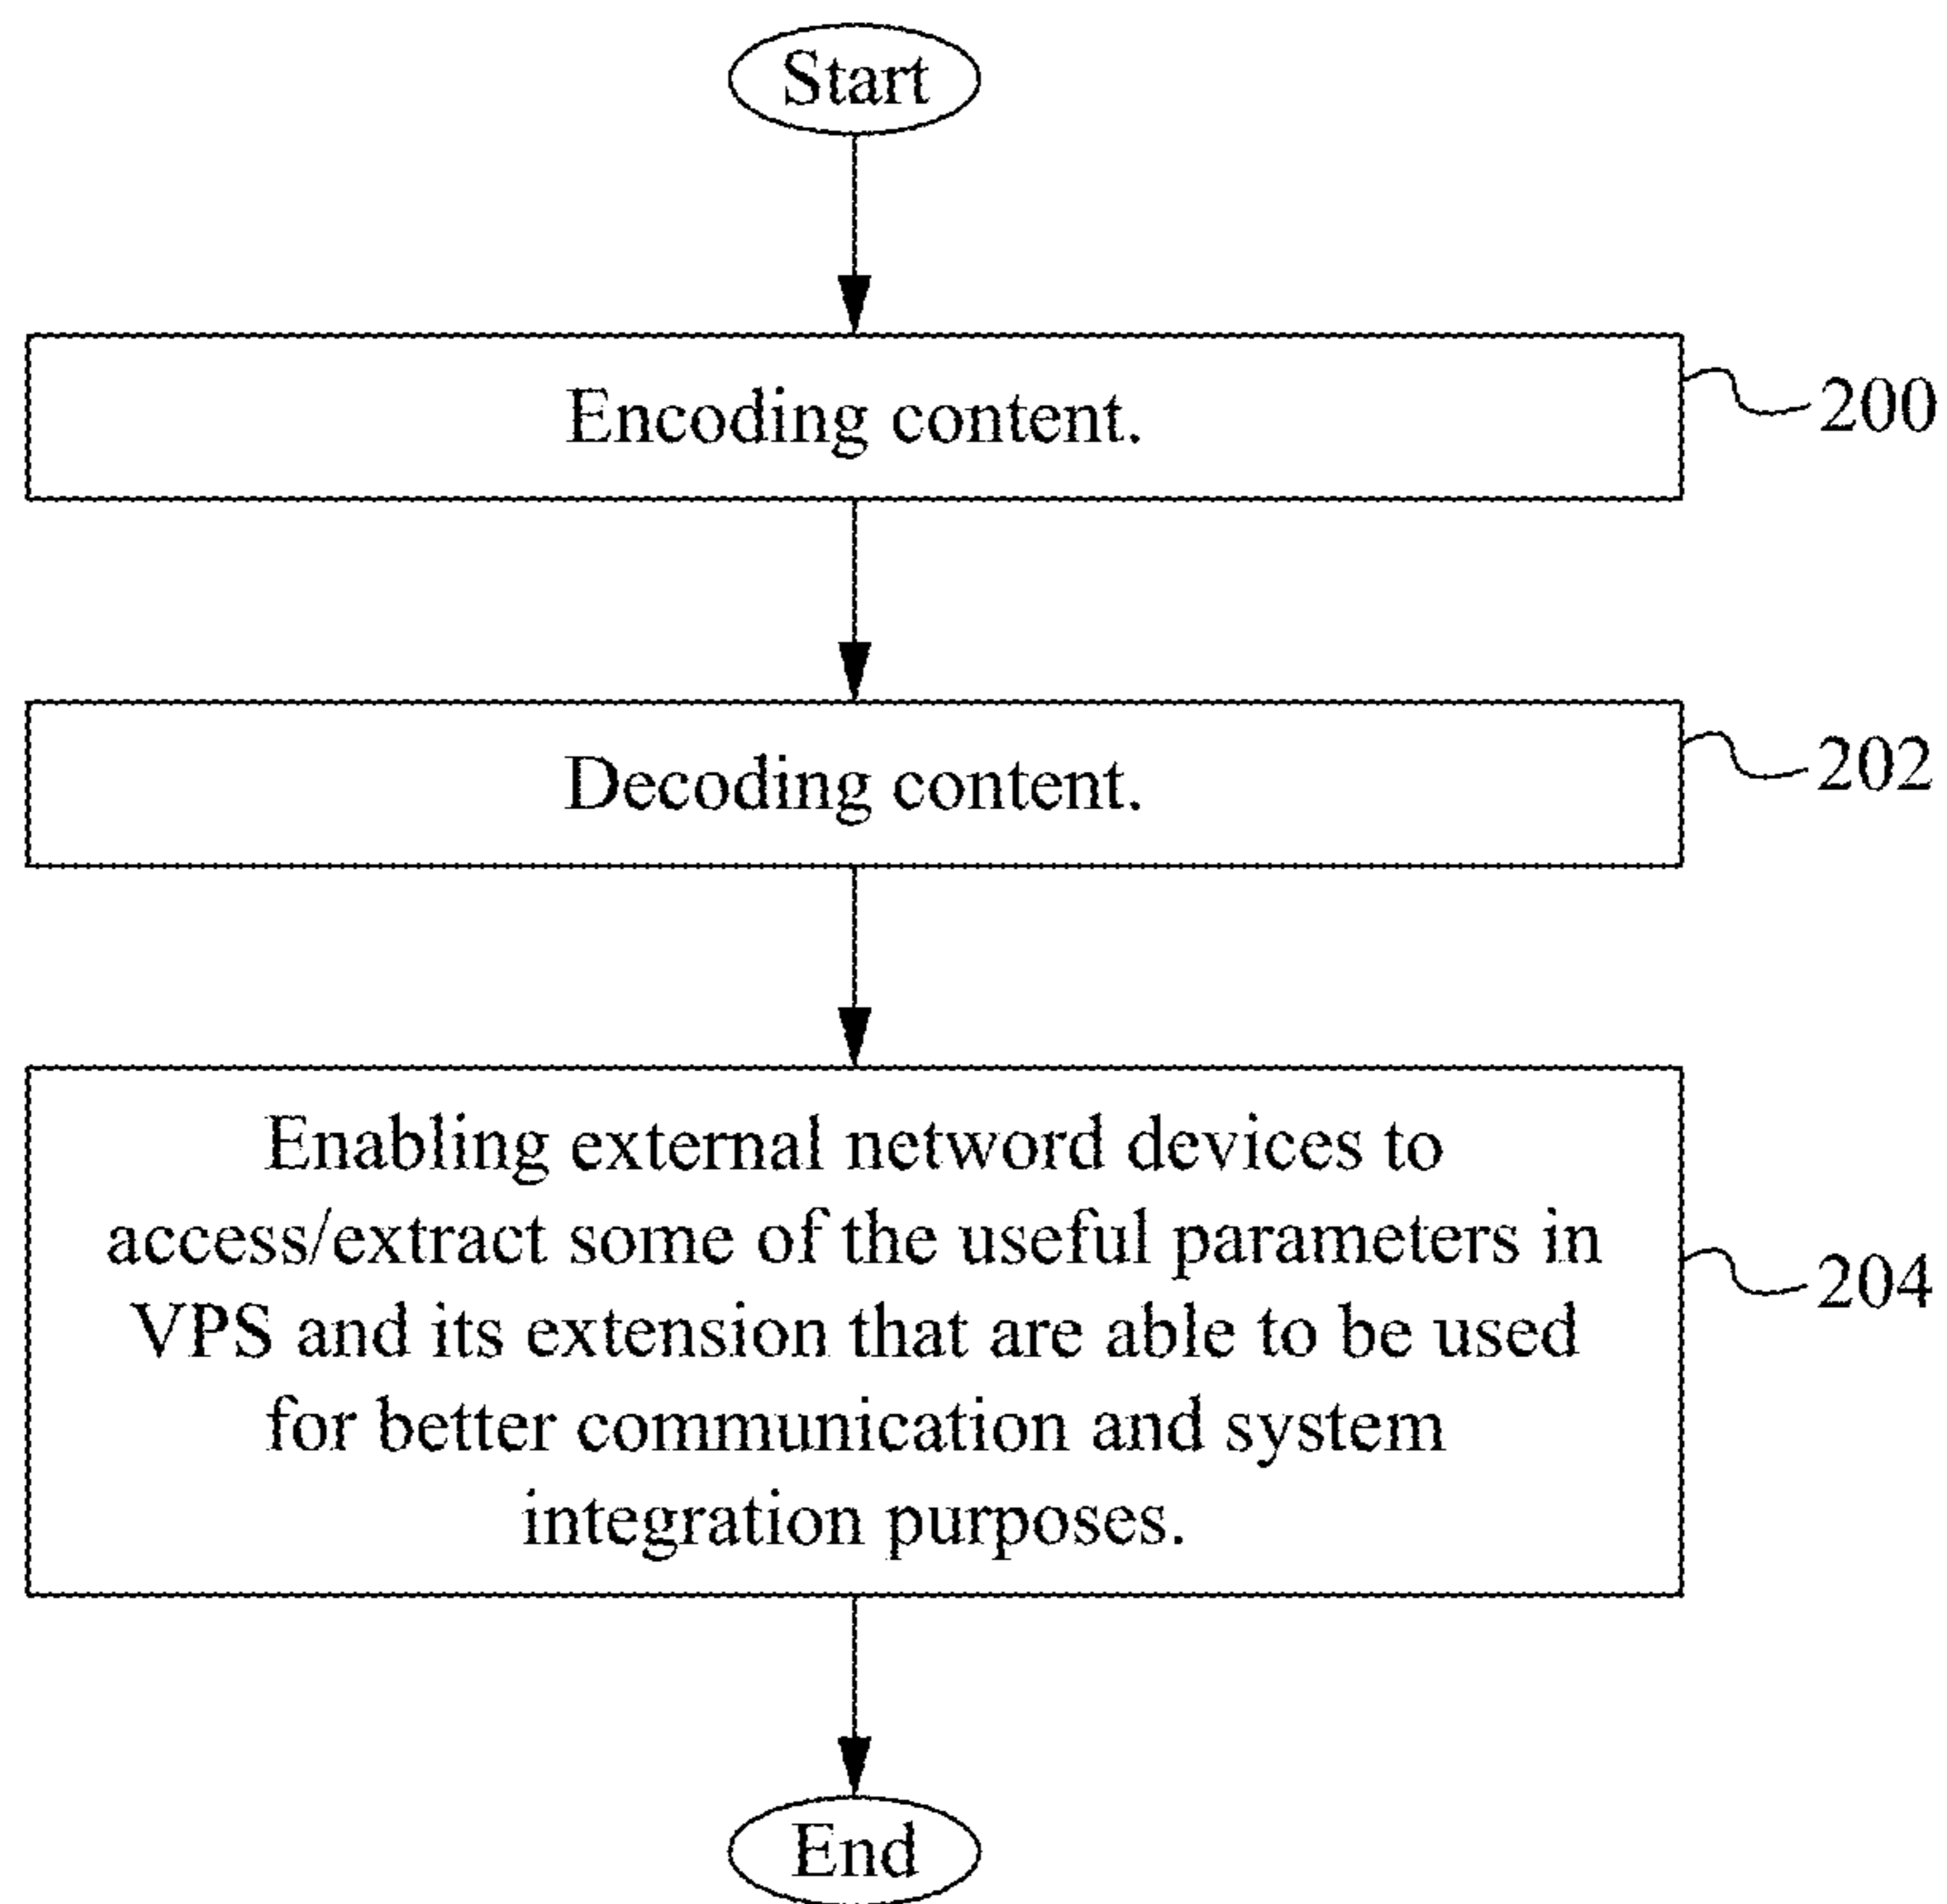 Start
Encoding content.
200
Decoding content.
202
Enabling external netword devices to
access/extract some of the useful parameters in
VPS and its extension that are able to be used
for better communication and system
integration purposes.
204
End